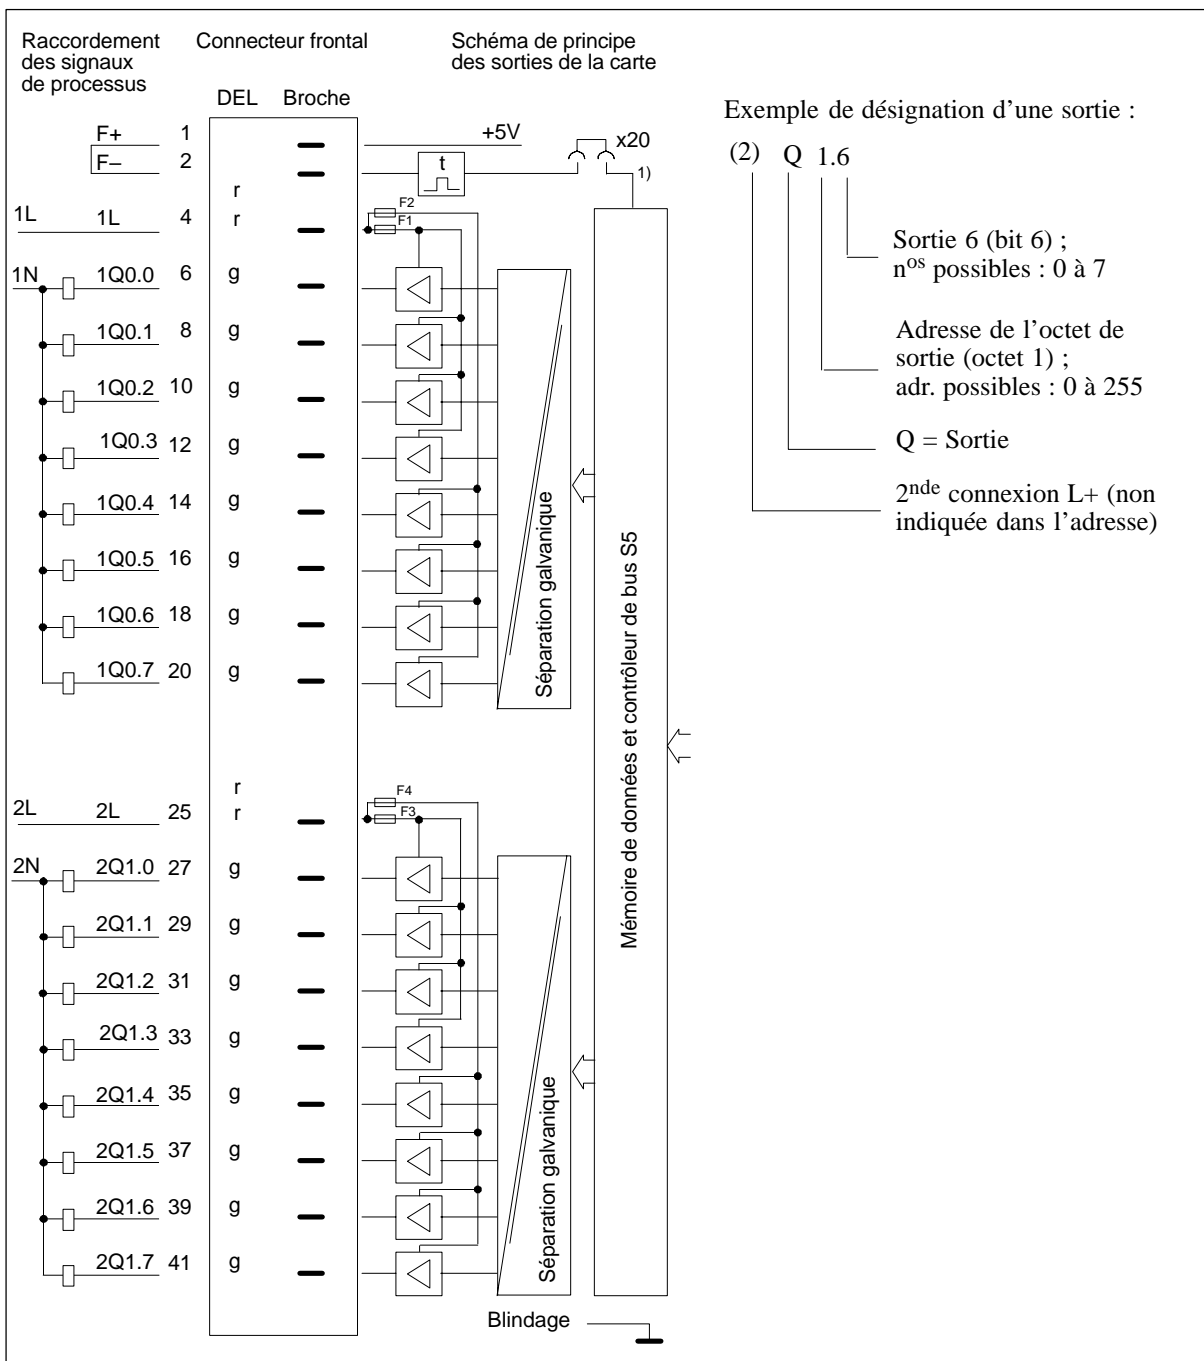 Raccordement
des signaux
de processus
Connecteur frontal
Schéma de principe
des sorties de la carte
DEL Broche
F+ 1 +5V x20
F– 2 t 1)
r
1L 1L 4 r F2
F1
1N 1Q0.0 6 g
1Q0.1 8 g
1Q0.2 10 g
1Q0.3 12 g
1Q0.4 14 g
1Q0.5 16 g
1Q0.6 18 g
1Q0.7 20 g
Séparation galvanique
Mémoire de données et contrôleur de bus S5
r
2L 2L 25 r F4
F3
2N 2Q1.0 27 g
2Q1.1 29 g
2Q1.2 31 g
2Q1.3 33 g
2Q1.4 35 g
2Q1.5 37 g
2Q1.6 39 g
2Q1.7 41 g
Séparation galvanique
Blindage
Exemple de désignation d’une sortie :
(2) Q 1.6
Sortie 6 (bit 6) ;
nos possibles : 0 à 7
Adresse de l’octet de
sortie (octet 1) ;
adr. possibles : 0 à 255
Q = Sortie
2nde connexion L+ (non
indiquée dans l’adresse)